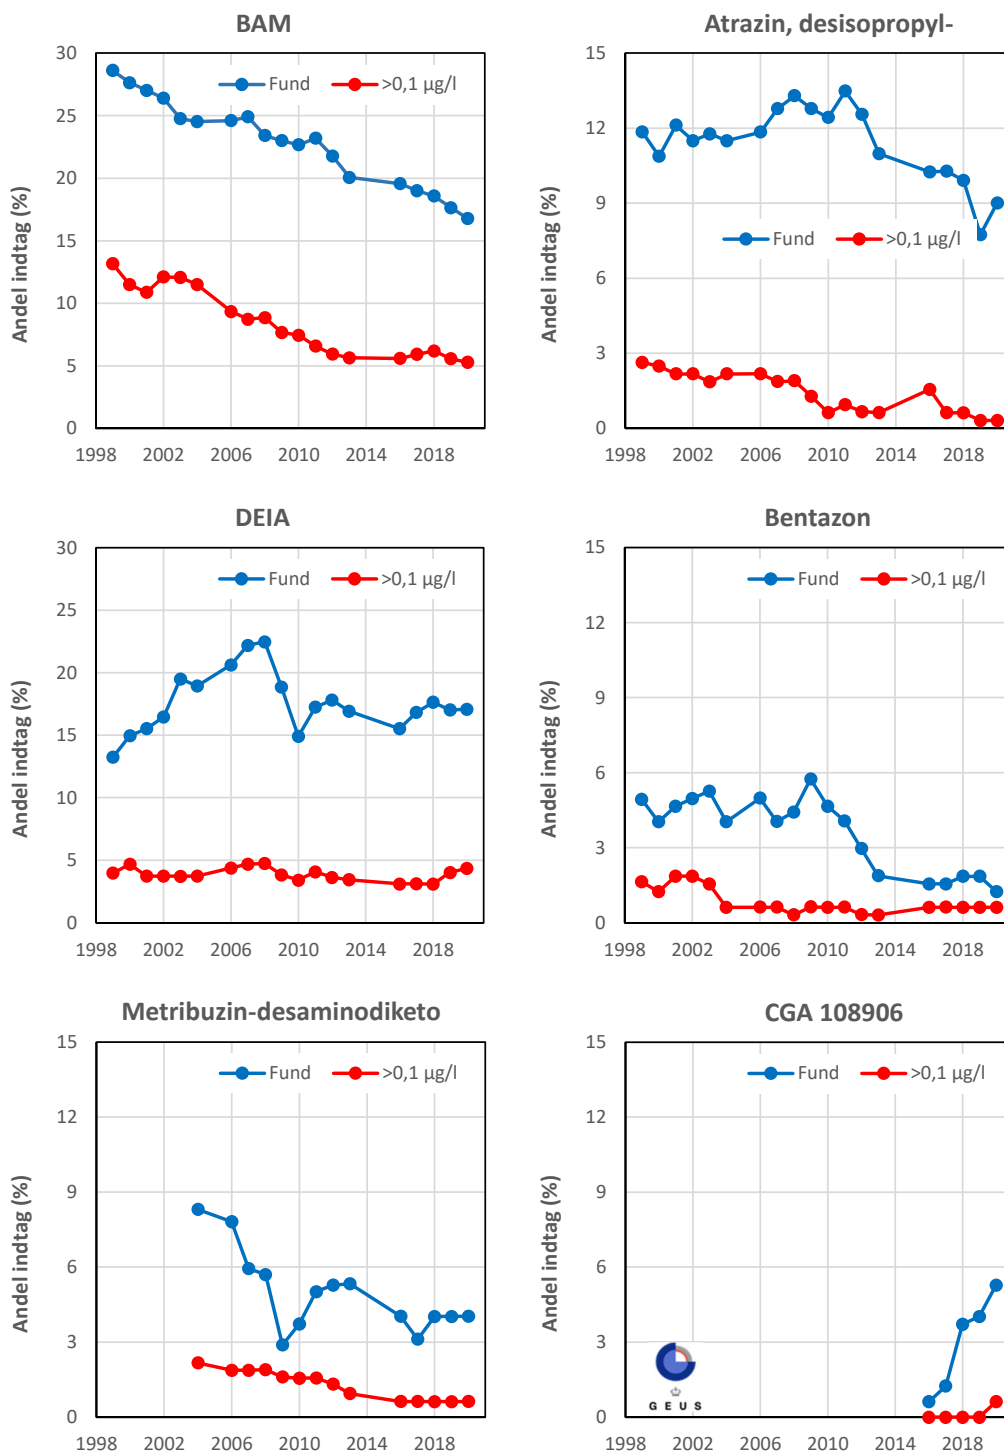 BAM
Andel indtag (%)
30
25
20
15
10
5
0
Fund >0,1 µg/l
1998 2002 2006 2010 2014 2018
Atrazin, desisopropyl-
Andel indtag (%)
15
12
9
6
3
0
Fund >0,1 µg/l
1998 2002 2006 2010 2014 2018
DEIA
Andel indtag (%)
30
25
20
15
10
5
0
Fund >0,1 µg/l
1998 2002 2006 2010 2014 2018
Bentazon
Andel indtag (%)
15
12
9
6
3
0
Fund >0,1 µg/l
1998 2002 2006 2010 2014 2018
Metribuzin-desaminodiketo
Andel indtag (%)
15
12
9
6
3
0
Fund >0,1 µg/l
1998 2002 2006 2010 2014 2018
CGA 108906
Andel indtag (%)
15
12
9
6
3
0
Fund >0,1 µg/l
GEUS
1998 2002 2006 2010 2014 2018